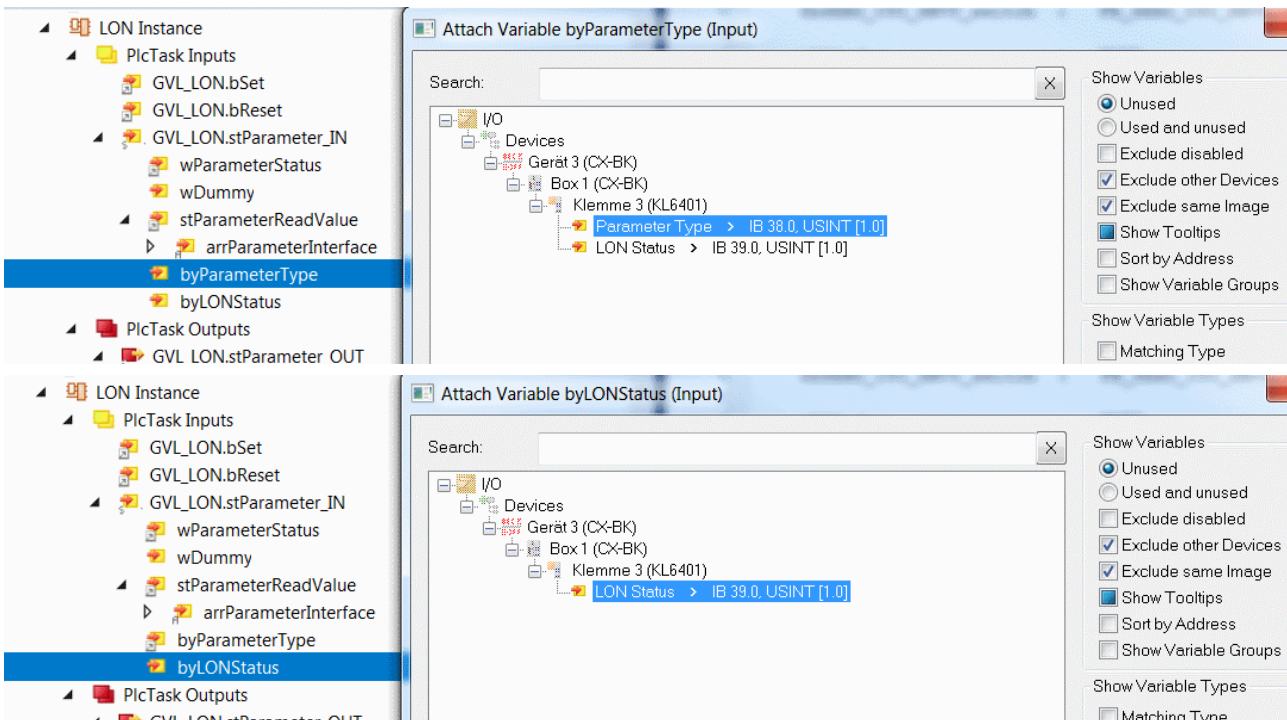 LON Instance
PlcTask Inputs
GVL_LON.bSet
GVL_LON.bReset
GVL_LON.stParameter_IN
wParameterStatus
wDummy
stParameterReadValue
arrParameterInterface
byParameterType
byLONStatus
PlcTask Outputs
GVL_LON.stParameter_OUT
Attach Variable byParameterType (Input)
Search:
I/O
Devices
Gerät 3 (CX-BK)
Box 1 (CX-BK)
Klemme 3 (KL6401)
Parameter Type > IB 38.0, USINT [1.0]
LON Status > IB 39.0, USINT [1.0]
Show Variables
Unused
Used and unused
Exclude disabled
Exclude other Devices
Exclude same Image
Show Tooltips
Sort by Address
Show Variable Groups
Show Variable Types
Matching Type
LON Instance
PlcTask Inputs
GVL_LON.bSet
GVL_LON.bReset
GVL_LON.stParameter_IN
wParameterStatus
wDummy
stParameterReadValue
arrParameterInterface
byParameterType
byLONStatus
PlcTask Outputs
GVL_LON.stParameter_OUT
Attach Variable byLONStatus (Input)
Search:
I/O
Devices
Gerät 3 (CX-BK)
Box 1 (CX-BK)
Klemme 3 (KL6401)
LON Status > IB 39.0, USINT [1.0]
Show Variables
Unused
Used and unused
Exclude disabled
Exclude other Devices
Exclude same Image
Show Tooltips
Sort by Address
Show Variable Groups
Show Variable Types
Matching Type